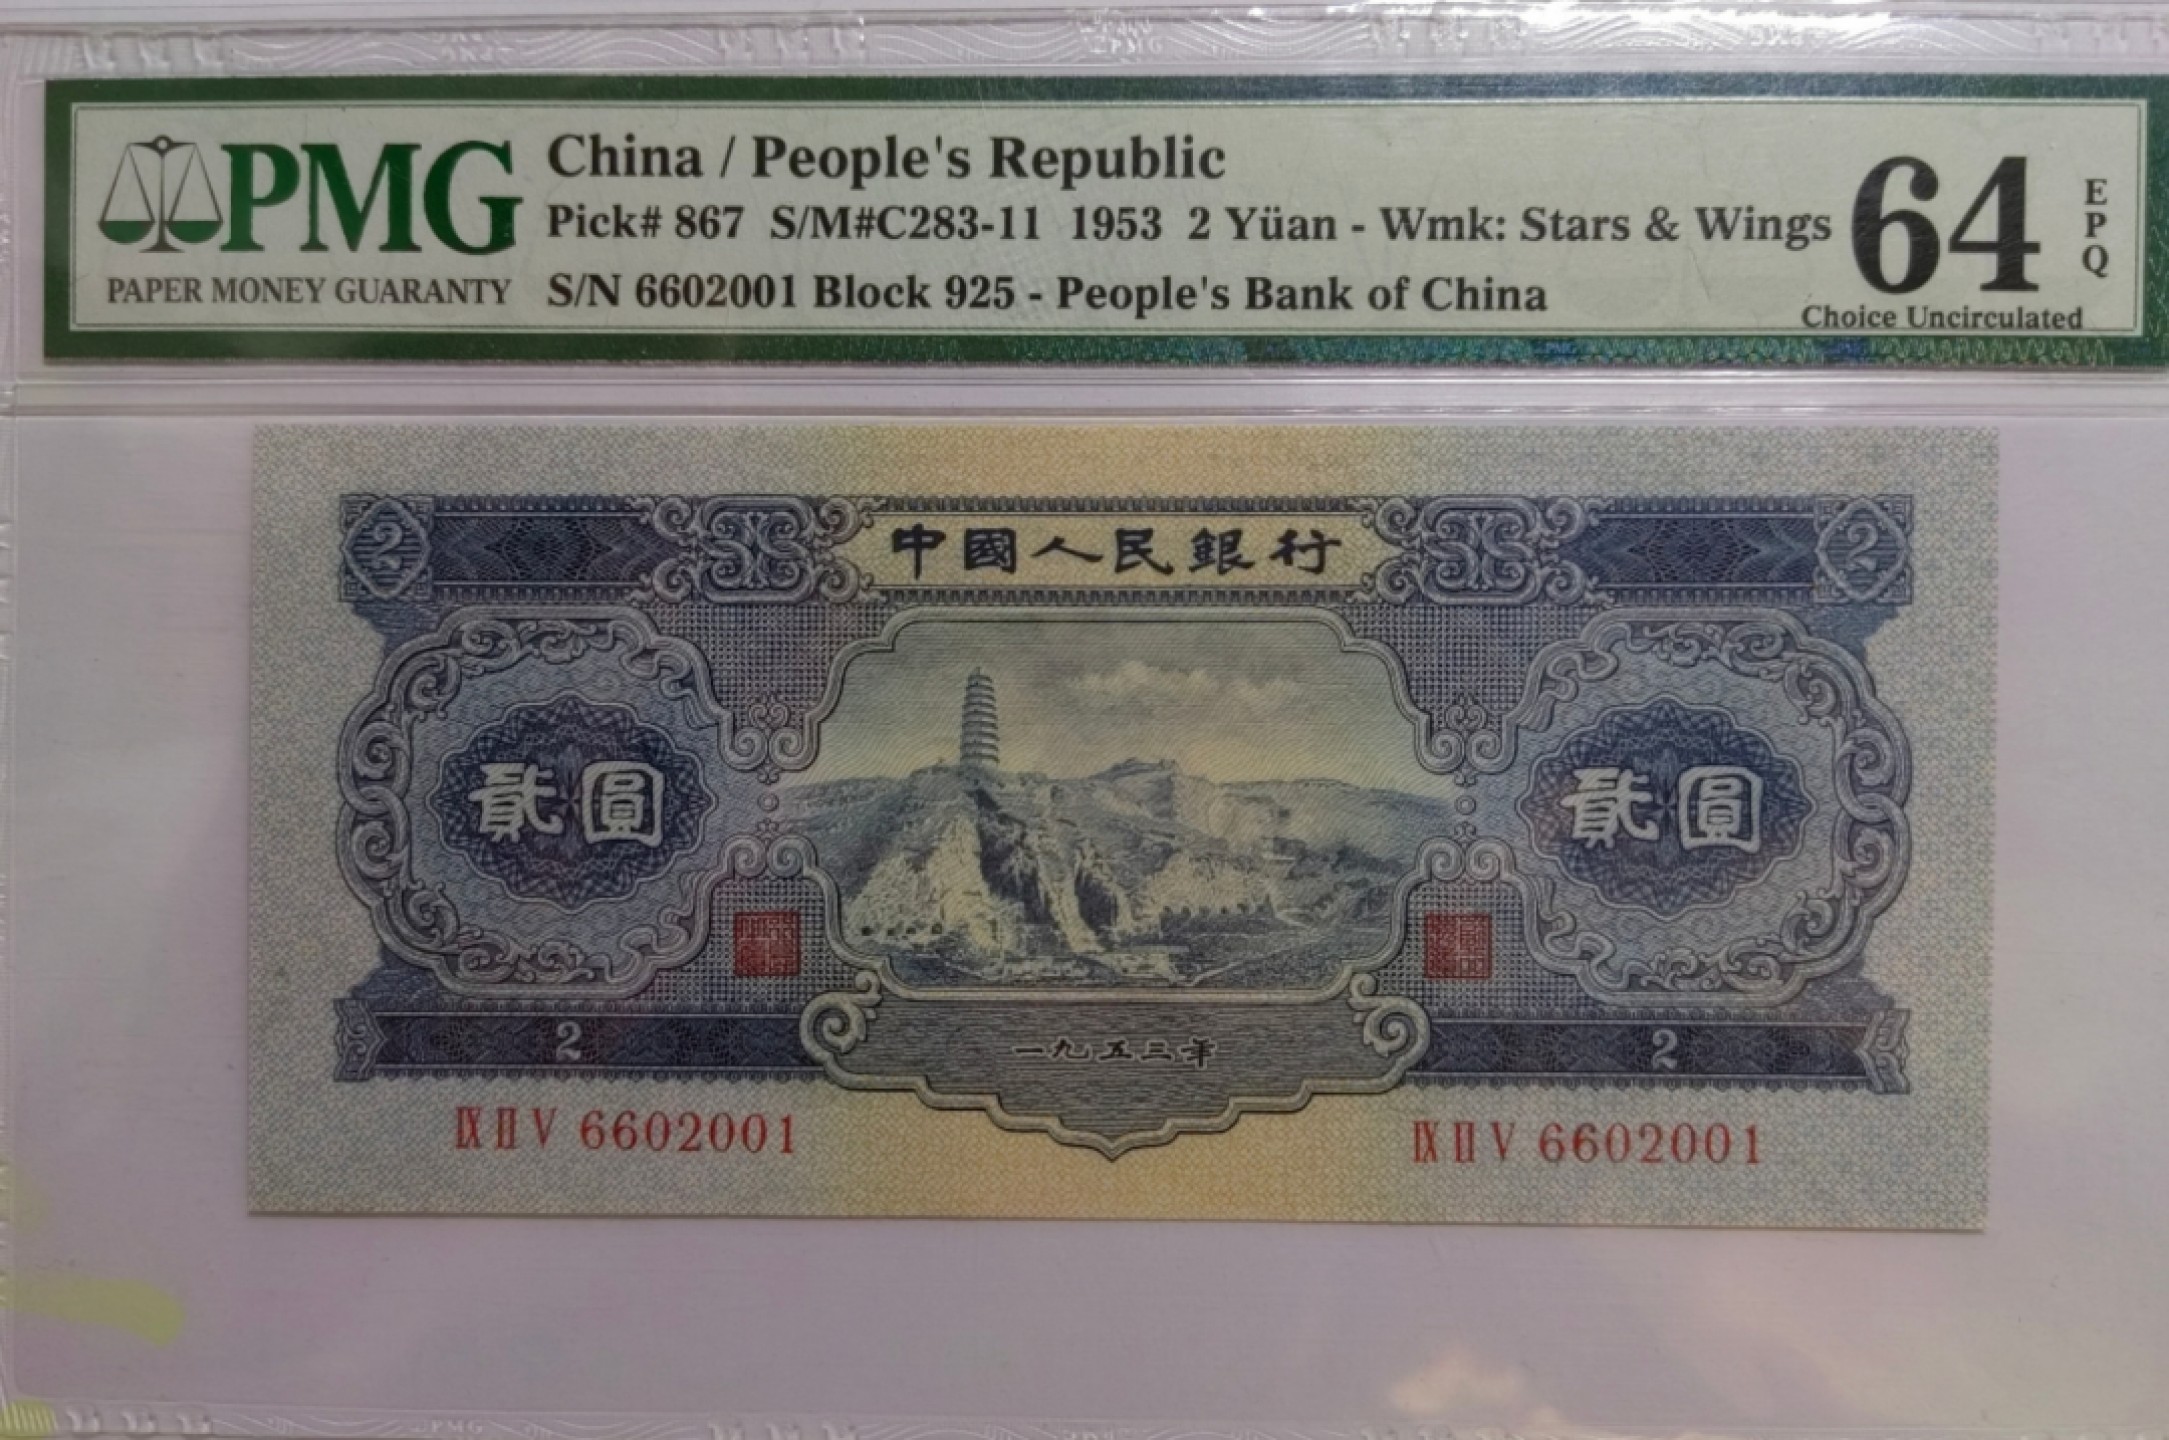 PMG
PAPER MONEY GUARANTY
China / People's Republic
Pick# 867 S/M#C283-11 1953 2 Yüan - Wmk: Stars & Wings
S/N 6602001 Block 925 - People's Bank of China
64
EPQ
Choice Uncirculated
2
中國人民銀行
2
貳圓
貳圓
2
一九五三年
2
IX II V 6602001
IX II V 6602001
PMG